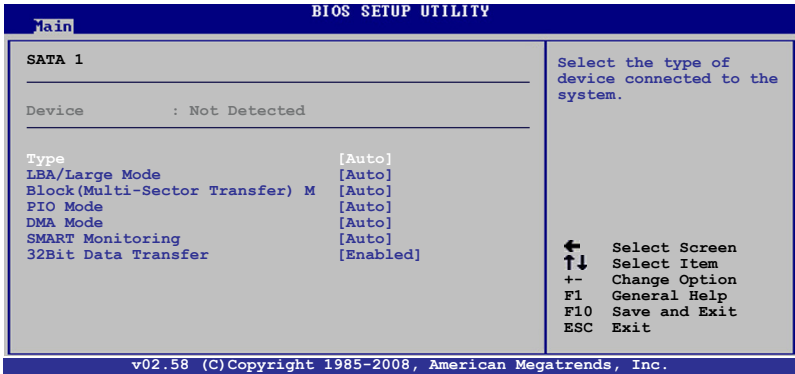 BIOS SETUP UTILITY
Main
SATA 1
Device : Not Detected
Type [Auto]
LBA/Large Mode [Auto]
Block(Multi-Sector Transfer) M [Auto]
PIO Mode [Auto]
DMA Mode [Auto]
SMART Monitoring [Auto]
32Bit Data Transfer [Enabled]
Select the type of
device connected to the
system.
← Select Screen
↑↓ Select Item
+- Change Option
F1 General Help
F10 Save and Exit
ESC Exit
v02.58 (C)Copyright 1985-2008, American Megatrends, Inc.